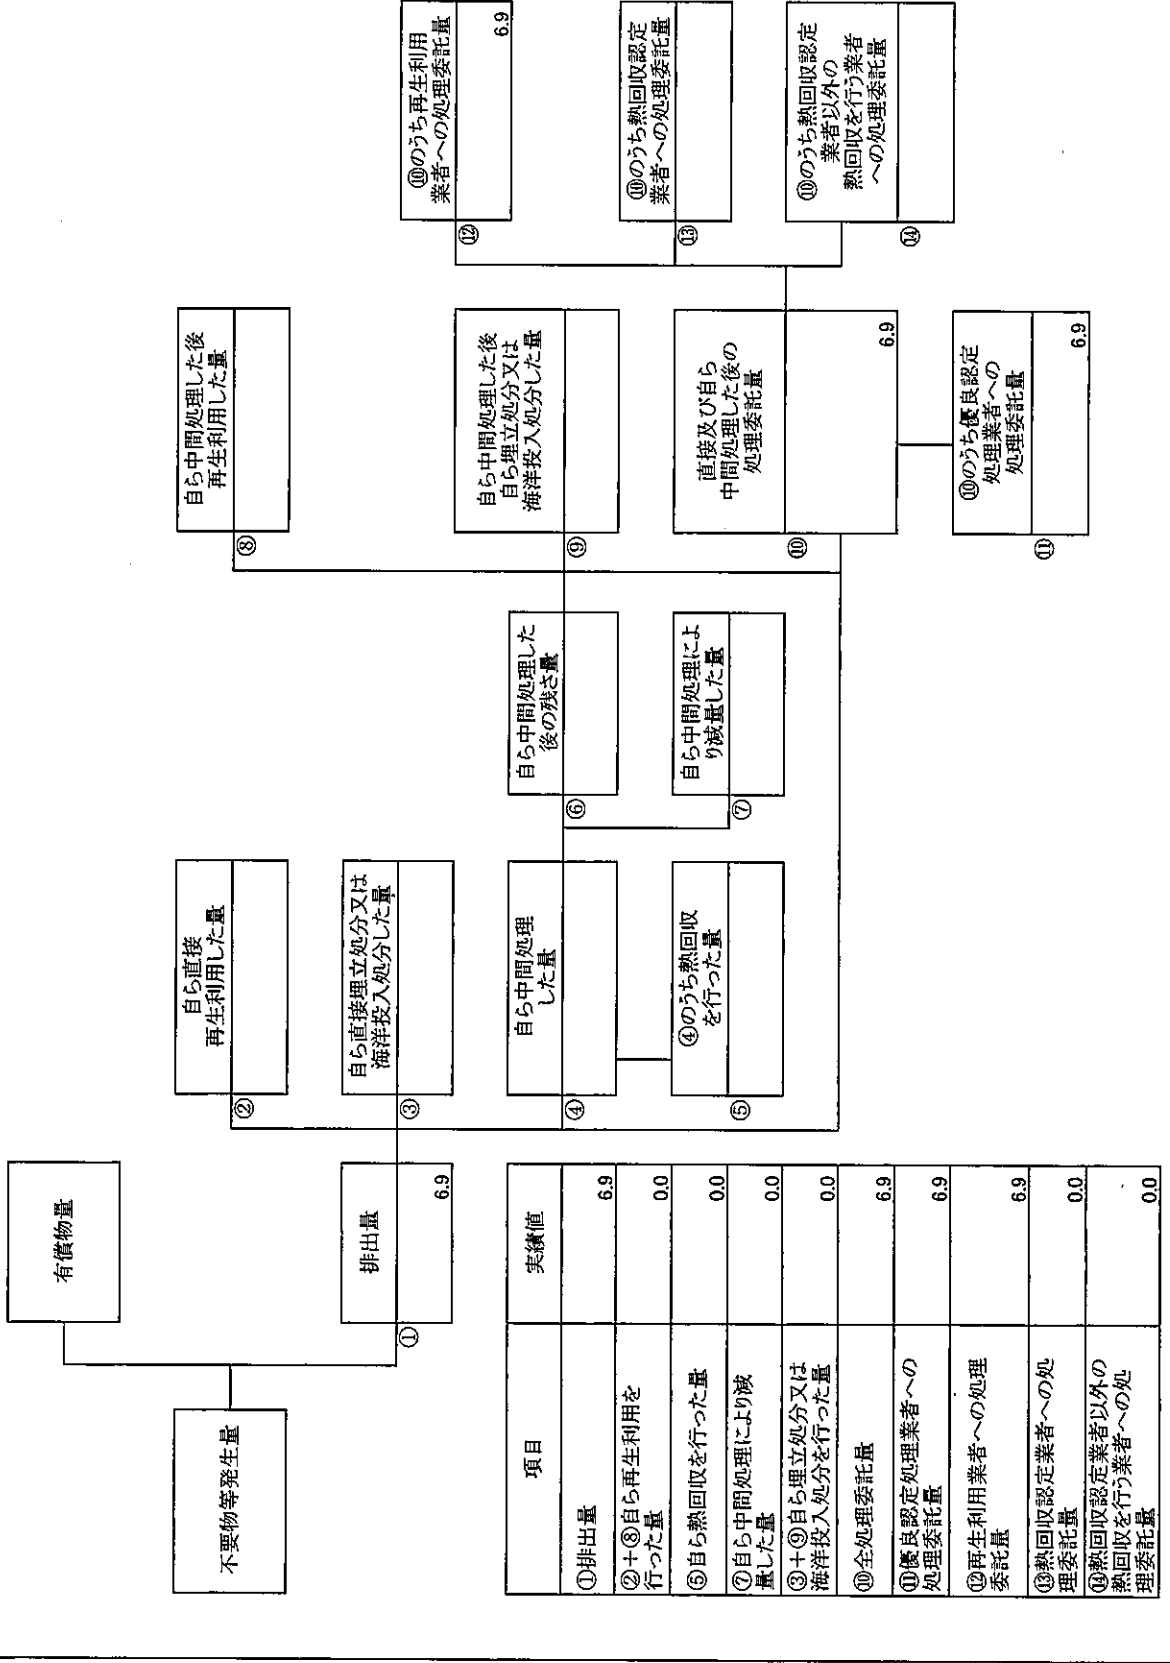 不要物等発生量
有償物量
排出量
①
6.9
②
自ら直接
再生利用した量
③
自ら直接埋立処分又は
海洋投入処分した量
④
自ら中間処理
した量
⑤
④のうち熱回収
を行った量
⑥
自ら中間処理した
後の残さ量
⑦
自ら中間処理によ
り減量した量
⑧
自ら中間処理した後
再生利用した量
⑨
自ら中間処理した後
自ら埋立処分又は
海洋投入処分した量
⑩
直接及び自ら
中間処理した後の
処理委託量
6.9
⑪
⑩のうち優良認定
処理業者への
処理委託量
6.9
⑫
⑩のうち再生利用
業者への処理委託量
6.9
⑬
⑩のうち熱回収認定
業者への処理委託量
⑭
⑩のうち熱回収認定
業者以外の
熱回収を行う業者
への処理委託量
項目 実績値
①排出量 6.9
②+⑧自ら再生利用を
行った量 0.0
⑤自ら熱回収を行った量 0.0
⑦自ら中間処理により減
量した量 0.0
③+⑨自ら埋立処分又は
海洋投入処分を行った量 0.0
⑩全処理委託量 6.9
⑪優良認定処理業者への
処理委託量 6.9
⑫再生利用業者への処理
委託量 6.9
⑬熱回収認定業者への処
理委託量 0.0
⑭熱回収認定業者以外の
熱回収を行う業者への処
理委託量 0.0